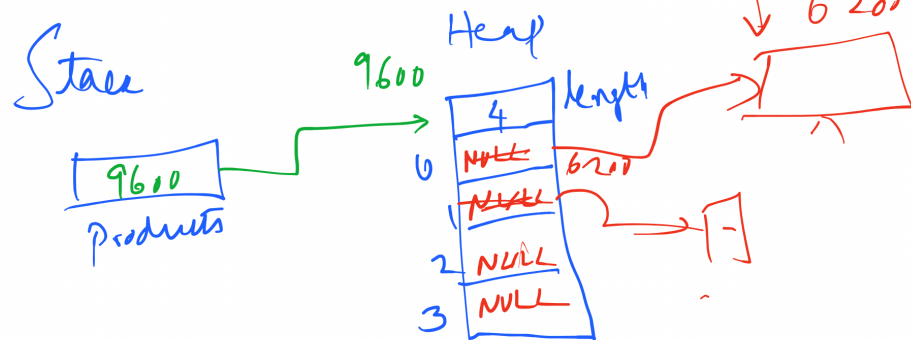 Heap
6 200
Stack
9600
length
4
0
NULL
6200
9600
1
NULL
Products
2
NULL
3
NULL